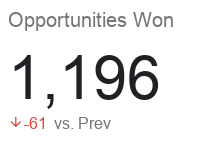 Opportunities Won
1,196
↓-61 vs. Prev